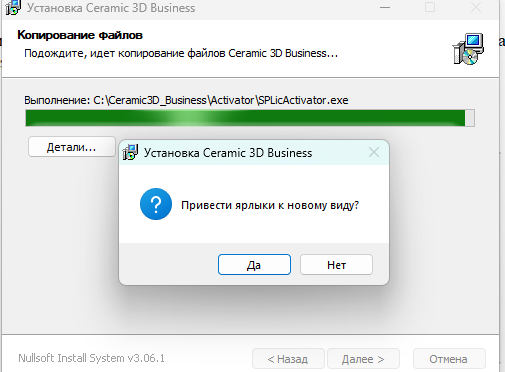 Установка Ceramic 3D Business
Копирование файлов
Подождите, идет копирование файлов Ceramic 3D Business...
Выполнение: C:\Ceramic3D_Business\Activator\SPLicActivator.exe
Детали...
Установка Ceramic 3D Business
Привести ярлыки к новому виду?
Да
Нет
Nullsoft Install System v3.06.1
< Назад
Далее >
Отмена